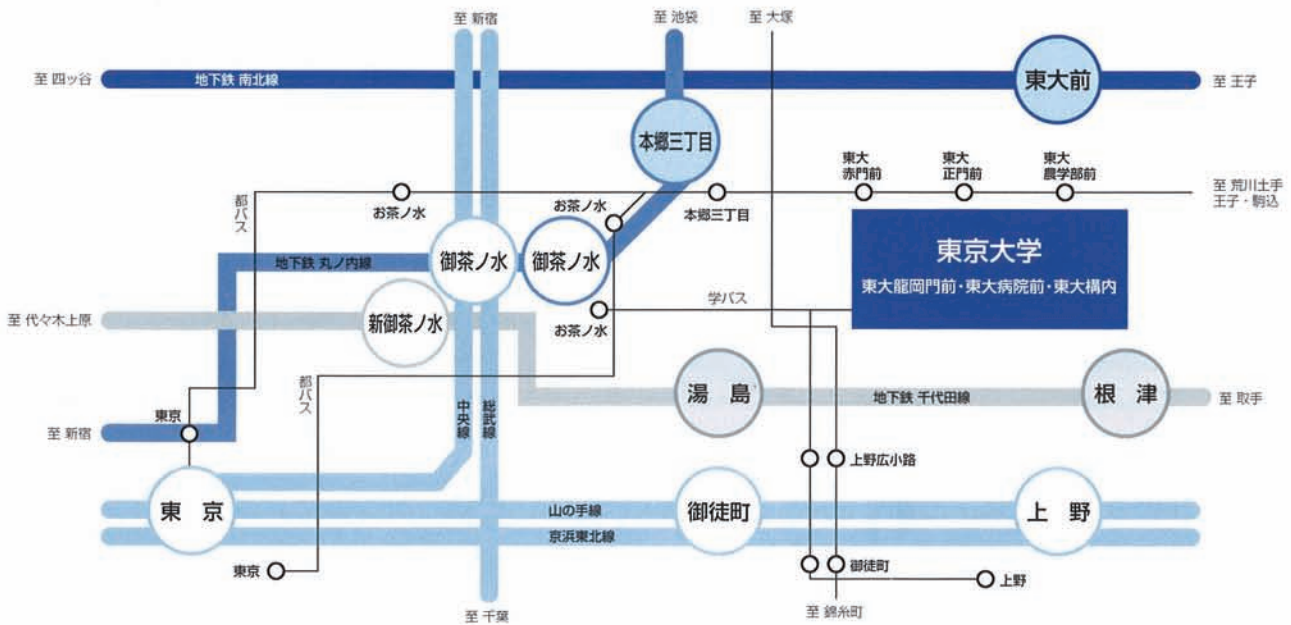 至 新宿
至 池袋
至 大塚
至 四ッ谷
地下鉄 南北線
東大前
至 王子
本郷三丁目
東大
赤門前
東大
正門前
東大
農学部前
至 荒川土手
王子・駒込
都バス
お茶ノ水
お茶ノ水
本郷三丁目
東京大学
東大龍岡門前・東大病院前・東大構内
地下鉄 丸ノ内線
御茶ノ水
御茶ノ水
学バス
至 代々木上原
新御茶ノ水
お茶ノ水
都バス
湯島
地下鉄 千代田線
根津
至 取手
東京
至 新宿
中央線
総武線
上野広小路
東京
山の手線
御徒町
上野
京浜東北線
東京
御徒町
上野
至 千葉
至 錦糸町